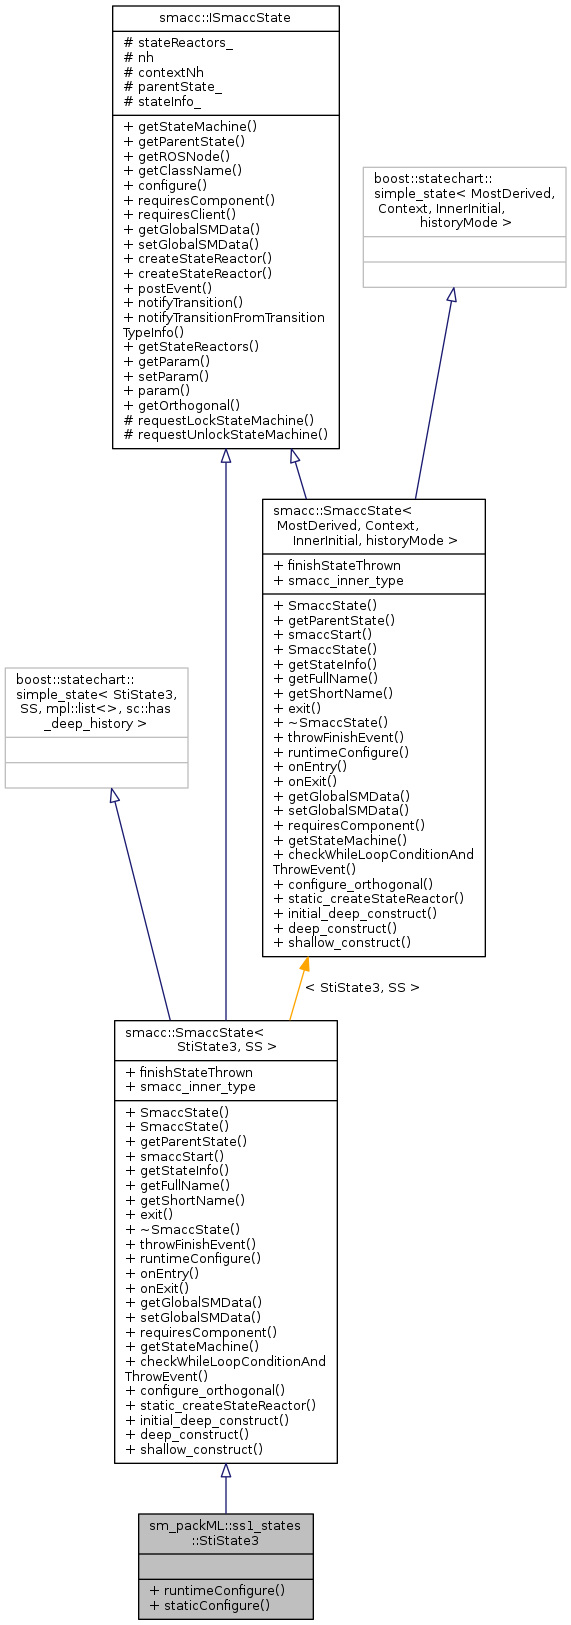 smacc::ISmaccState
# stateReactors_
# nh
# contextNh
# parentState_
# stateInfo_
+ getStateMachine()
+ getParentState()
+ getROSNode()
+ getClassName()
+ configure()
+ requiresComponent()
+ requiresClient()
+ getGlobalSMData()
+ setGlobalSMData()
+ createStateReactor()
+ createStateReactor()
+ postEvent()
+ notifyTransition()
+ notifyTransitionFromTransition
TypeInfo()
+ getStateReactors()
+ getParam()
+ setParam()
+ param()
+ getOrthogonal()
# requestLockStateMachine()
# requestUnlockStateMachine()
boost::statechart::
simple_state< MostDerived,
Context, InnerInitial,
historyMode >
smacc::SmaccState<
MostDerived, Context,
InnerInitial, historyMode >
+ finishStateThrown
+ smacc_inner_type
+ SmaccState()
+ getParentState()
+ smaccStart()
+ SmaccState()
+ getStateInfo()
+ getFullName()
+ getShortName()
+ exit()
+ ~SmaccState()
+ throwFinishEvent()
+ runtimeConfigure()
+ onEntry()
+ onExit()
+ getGlobalSMData()
+ setGlobalSMData()
+ requiresComponent()
+ getStateMachine()
+ checkWhileLoopConditionAnd
ThrowEvent()
+ configure_orthogonal()
+ static_createStateReactor()
+ initial_deep_construct()
+ deep_construct()
+ shallow_construct()
boost::statechart::
simple_state< StiState3,
SS, mpl::list<>, sc::has
_deep_history >
< StiState3, SS >
smacc::SmaccState<
StiState3, SS >
+ finishStateThrown
+ smacc_inner_type
+ SmaccState()
+ SmaccState()
+ getParentState()
+ smaccStart()
+ getStateInfo()
+ getFullName()
+ getShortName()
+ exit()
+ ~SmaccState()
+ throwFinishEvent()
+ runtimeConfigure()
+ onEntry()
+ onExit()
+ getGlobalSMData()
+ setGlobalSMData()
+ requiresComponent()
+ getStateMachine()
+ checkWhileLoopConditionAnd
ThrowEvent()
+ configure_orthogonal()
+ static_createStateReactor()
+ initial_deep_construct()
+ deep_construct()
+ shallow_construct()
sm_packML::ss1_states
::StiState3
+ runtimeConfigure()
+ staticConfigure()